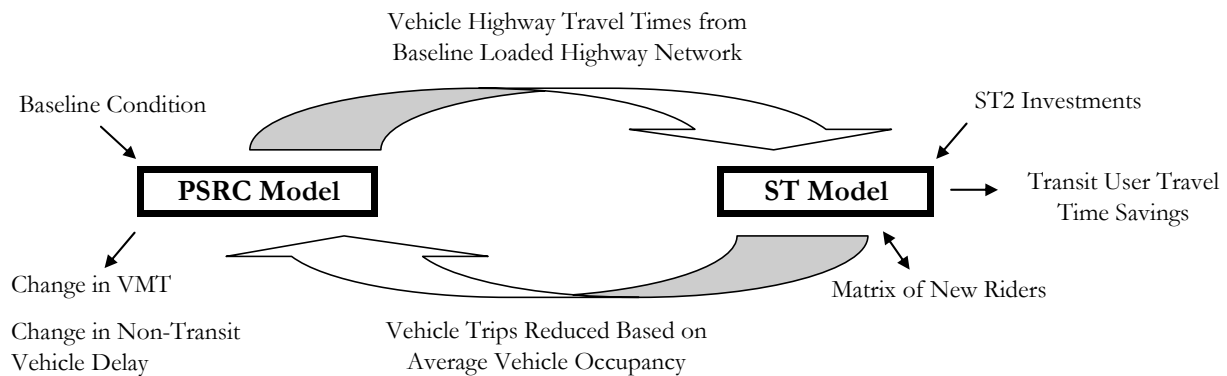 Vehicle Highway Travel Times from
Baseline Loaded Highway Network
Baseline Condition
ST2 Investments
PSRC Model
ST Model
Transit User Travel
Time Savings
Change in VMT
Matrix of New Riders
Change in Non-Transit
Vehicle Delay
Vehicle Trips Reduced Based on
Average Vehicle Occupancy